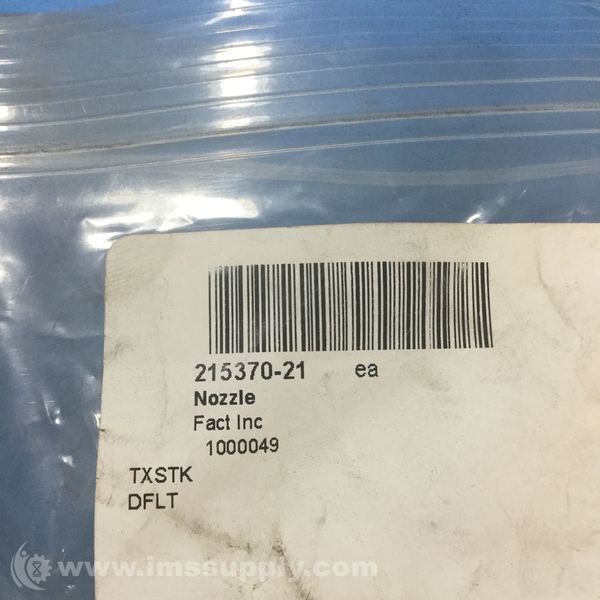 215370-21 ea
Nozzle
Fact Inc
1000049
TXSTK
DFLT
www.imssupply.com